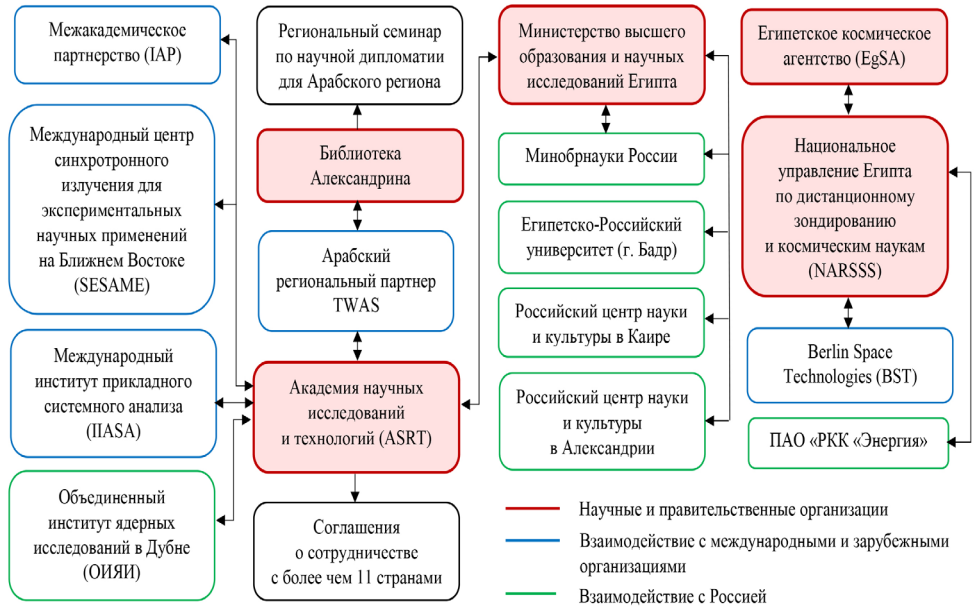 Межакадемическое
партнерство (IAP)
Международный центр
синхротронного
излучения для
экспериментальных
научных применений
на Ближнем Востоке
(SESAME)
Международный
институт прикладного
системного анализа
(IIASA)
Объединенный
институт ядерных
исследований в Дубне
(ОИЯИ)
Региональный семинар
по научной дипломатии
для Арабского региона
Библиотека
Александрина
Арабский
региональный партнер
TWAS
Академия научных
исследований
и технологий (ASRT)
Соглашения
о сотрудничестве
с более чем 11 странами
Министерство высшего
образования и научных
исследований Египта
Минобрнауки России
Египетско-Российский
университет (г. Бадр)
Российский центр науки
и культуры в Каире
Российский центр науки
и культуры
в Александрии
Египетское космическое
агентство (EgSA)
Национальное
управление Египта
по дистанционному
зондированию
и космическим наукам
(NARSSS)
Berlin Space
Technologies (BST)
ПАО «РКК «Энергия»
Научные и правительственные организации
Взаимодействие с международными и зарубежными
организациями
Взаимодействие с Россией